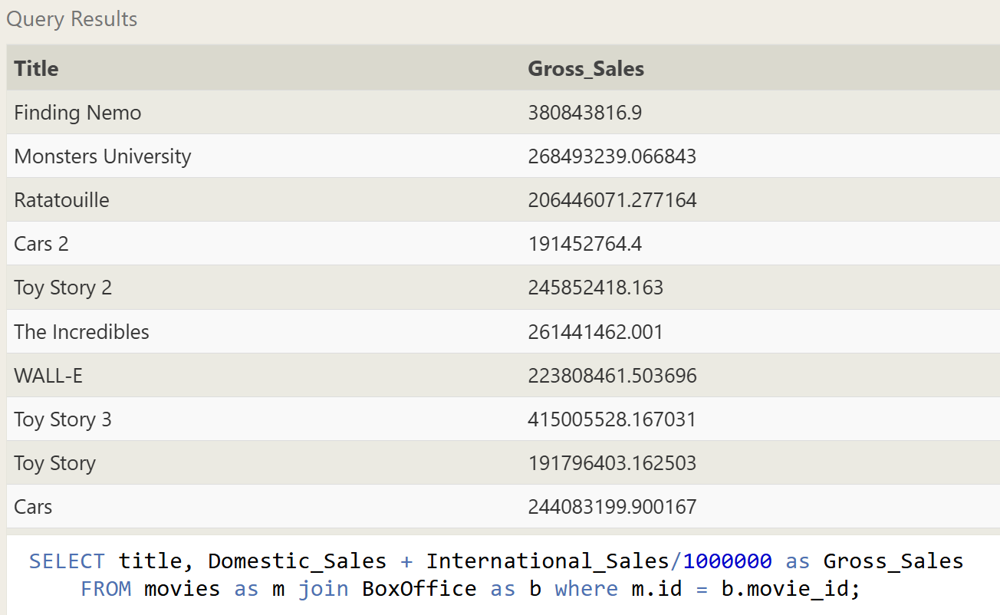 Query Results
Title Gross_Sales
Finding Nemo 380843816.9
Monsters University 268493239.066843
Ratatouille 206446071.277164
Cars 2 191452764.4
Toy Story 2 245852418.163
The Incredibles 261441462.001
WALL-E 223808461.503696
Toy Story 3 415005528.167031
Toy Story 191796403.162503
Cars 244083199.900167
SELECT title, Domestic_Sales + International_Sales/1000000 as Gross_Sales
FROM movies as m join BoxOffice as b where m.id = b.movie_id;